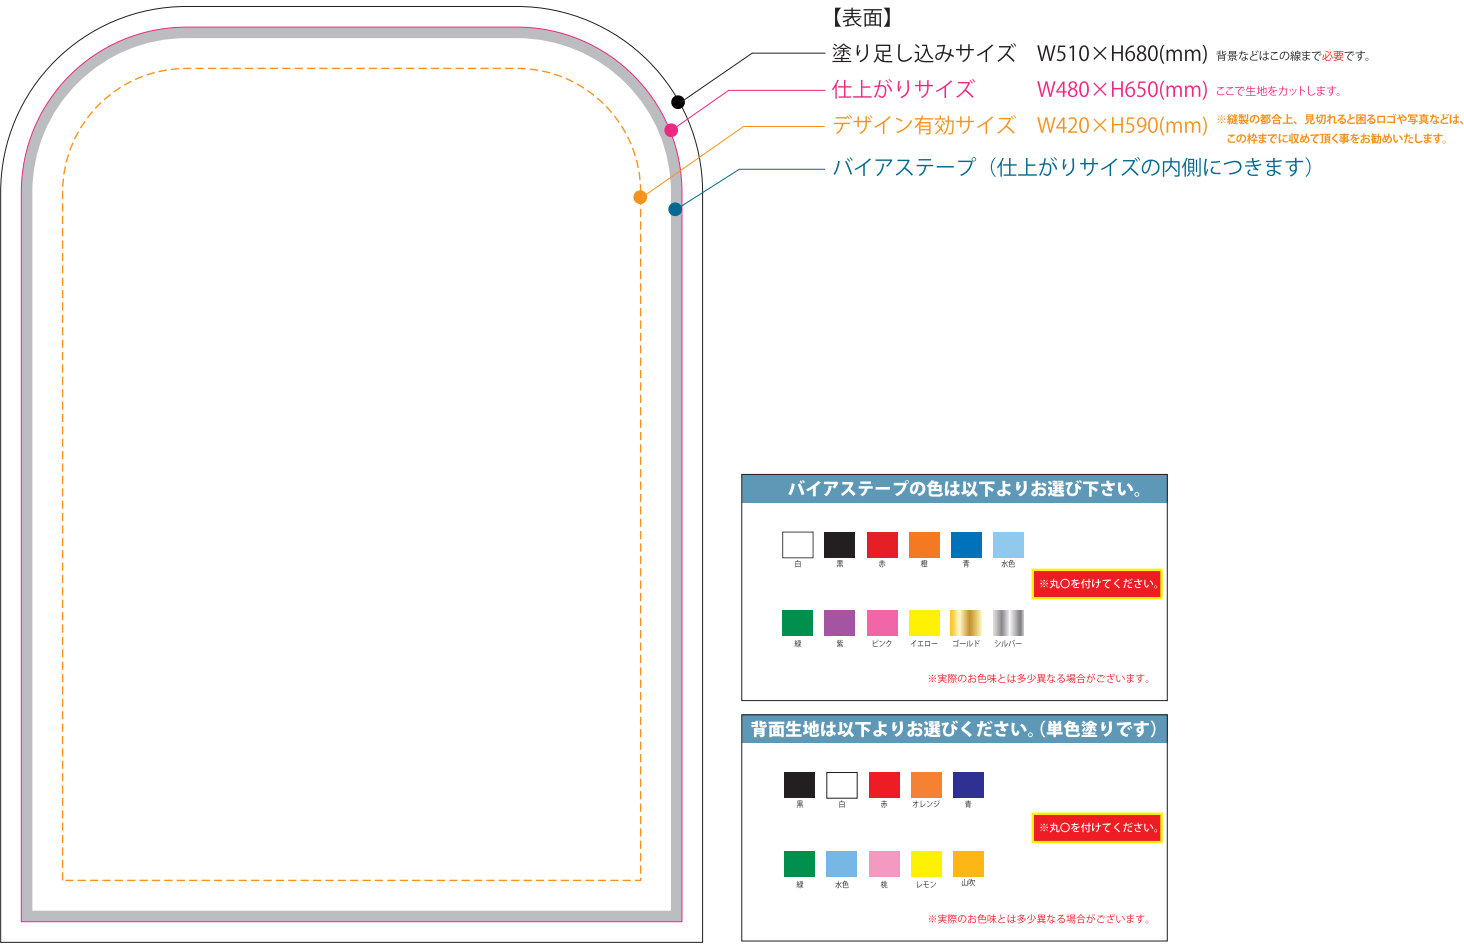 【表面】
塗り足し込みサイズ　W510×H680(mm) 背景などはこの線まで必要です。
仕上がりサイズ　W480×H650(mm) ここで生地をカットします。
デザイン有効サイズ　W420×H590(mm) ※縫製の都合上、見切れると困るロゴや写真などは、
この枠までに収めて頂く事をお勧めいたします。
バイアステープ（仕上がりサイズの内側につきます）
バイアステープの色は以下よりお選び下さい。
白 黒 赤 橙 青 水色
※丸〇を付けてください。
緑 紫 ピンク イエロー ゴールド シルバー
※実際のお色味とは多少異なる場合がございます。
背面生地は以下よりお選びください。（単色塗りです）
黒 白 赤 オレンジ 青
※丸〇を付けてください。
緑 水色 桃 レモン 山吹
※実際のお色味とは多少異なる場合がございます。